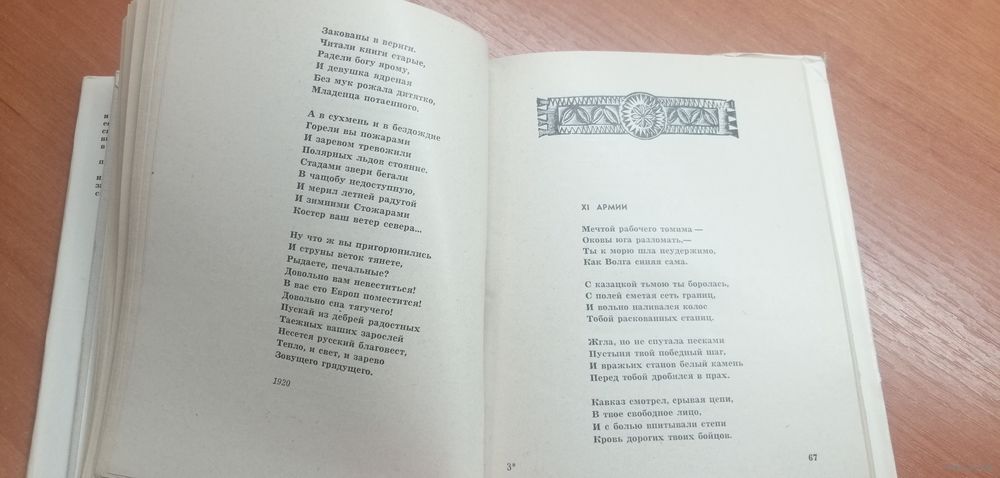 Закованы в вериги.
Читали книги старые,
Радели богу ярому,
И девушка ядреная
Без мук рожала дитятко,
Младенца потаенного.
А в сухмень и в бездождие
Горели вы пожарами
И заревом тревожили
Полярных льдов стояние.
Стадами звери бегали
В чащобу недоступную,
И мерил летней радугой
И зимними Стожарами
Костер ваш ветер севера...
Ну что ж вы пригорюнились
И струны веток тянете,
Рыдаете, печальные?
Довольно вам невеститься!
В вас сто Европ поместится!
Довольно сна тягучего!
Пускай из дебрей радостных
Таежных ваших зарослей
Несется русский благовест,
Тепло, и свет, и зарево
Зовущего грядущего.
1920
XI АРМИИ
Мечтой рабочего томима —
Оковы юга разломать,—
Ты к морю шла неудержимо,
Как Волга синяя сама.
С казацкой тьмою ты боролась,
С полей сметая сеть границ,
И вольно наливался колос
Тобой раскованных станиц.
Жгла, но не спутала песками
Пустыня твой победный шаг,
И вражьих станов белый камень
Перед тобой дробился в прах.
Кавказ смотрел, срывая цепи,
В твое свободное лицо,
И с болью впитывали степи
Кровь дорогих твоих бойцов.
3*
67